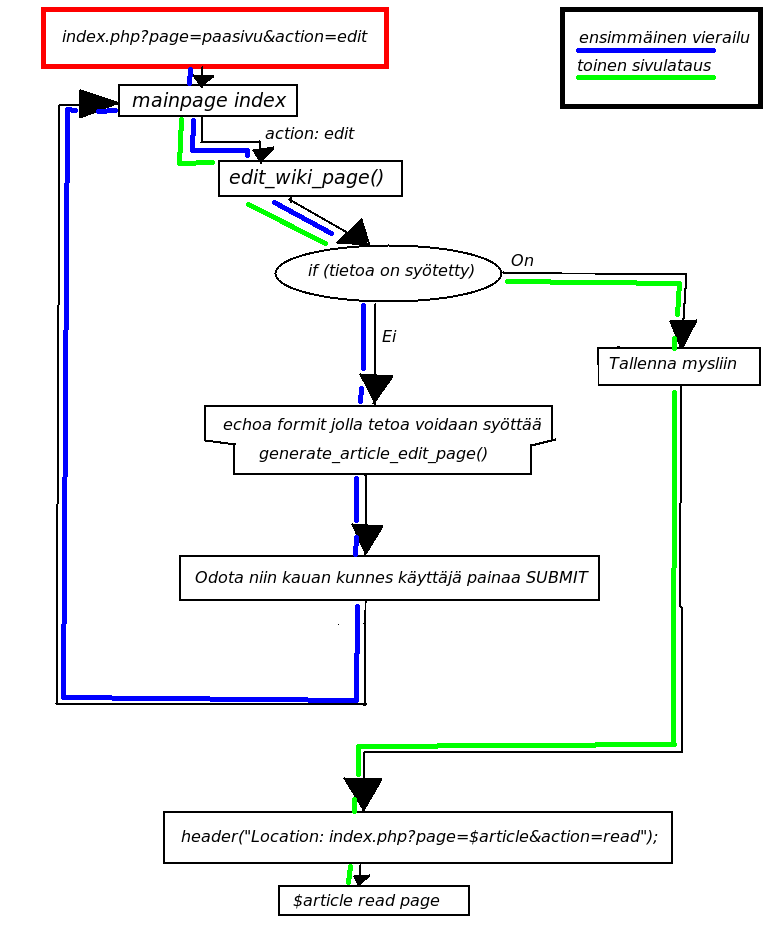 index.php?page=paasivu&action=edit
ensimmäinen vierailu
toinen sivulataus
mainpage index
action: edit
edit_wiki_page()
if (tietoa on syötetty)
On
Ei
Tallenna mysliin
echoa formit jolla tetoa voidaan syöttää
generate_article_edit_page()
Odota niin kauan kunnes käyttäjä painaa SUBMIT
header("Location: index.php?page=$article&action=read");
$article read page